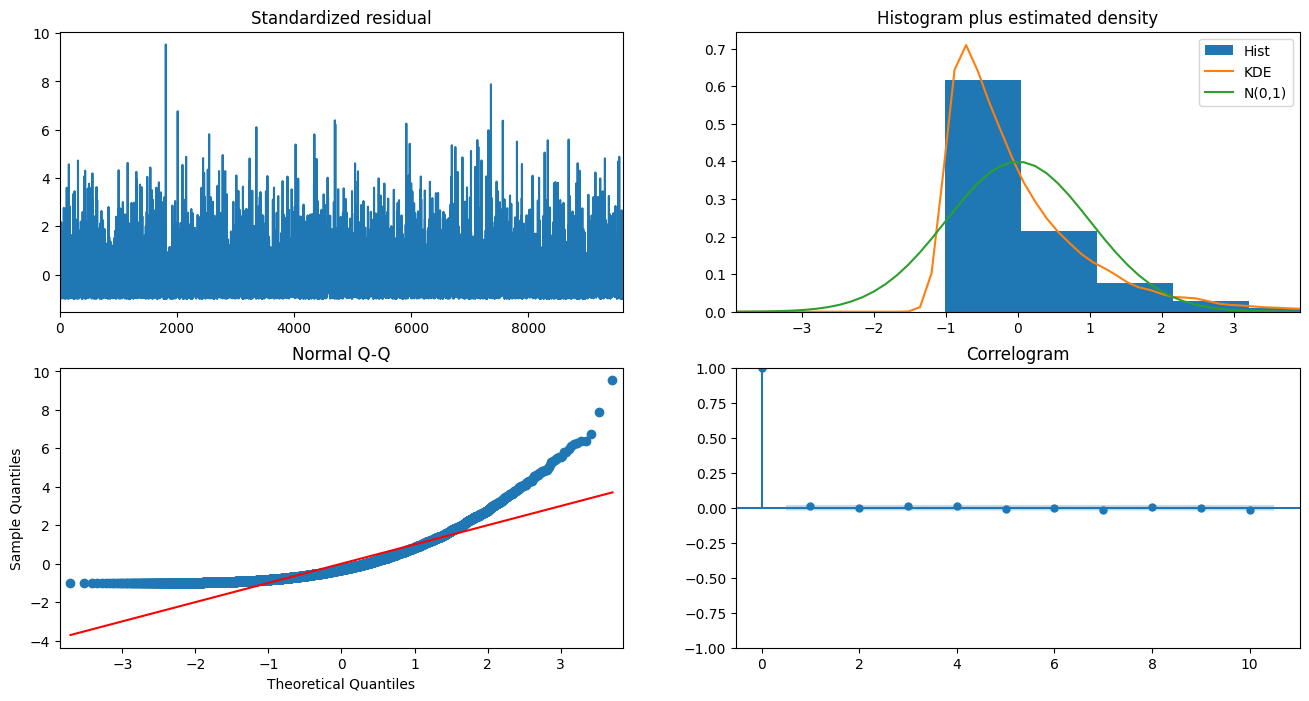 Standardized residual
10
8
6
4
2
0
0 2000 4000 6000 8000
Histogram plus estimated density
0.7
0.6
0.5
0.4
0.3
0.2
0.1
0.0
−3 −2 −1 0 1 2 3
Hist
KDE
N(0,1)
Normal Q-Q
Sample Quantiles
10
8
6
4
2
0
−2
−4
−3 −2 −1 0 1 2 3
Theoretical Quantiles
Correlogram
1.00
0.75
0.50
0.25
0.00
−0.25
−0.50
−0.75
−1.00
0 2 4 6 8 10